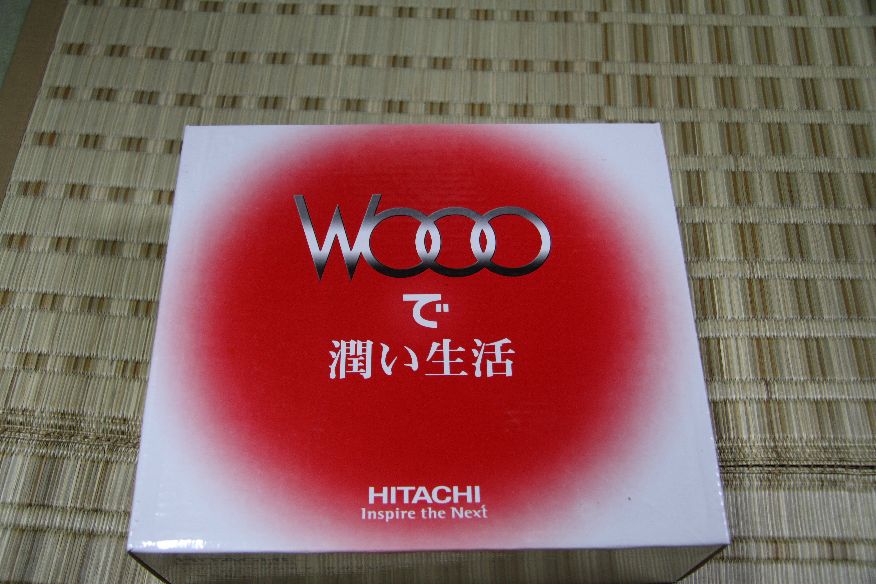 Wooo
で
潤い生活
HITACHI
Inspire the Next